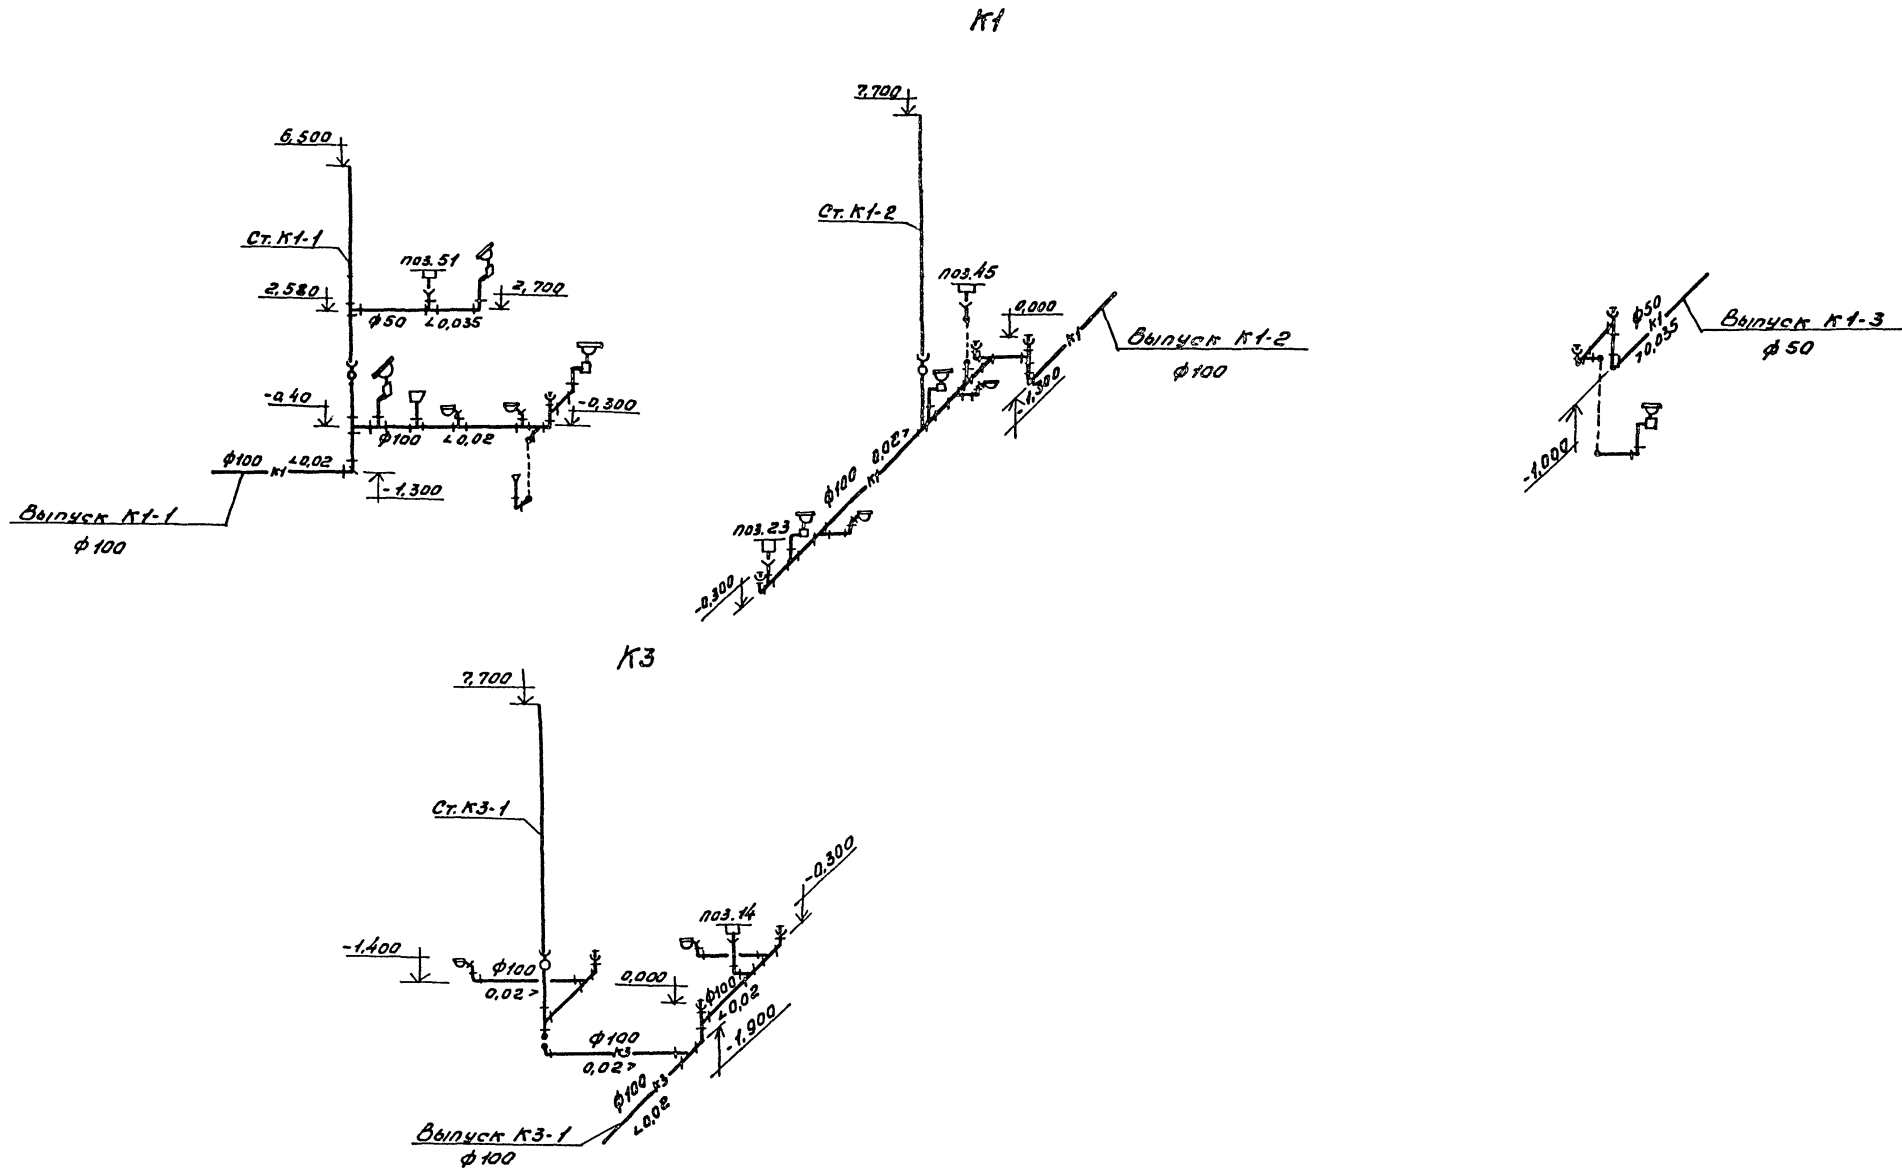 К1
6,500
Ст. К1-1
2,580
поз.51
2,700
ф50 0,035
-0,40
ф100 0,02
-0,300
ф100 К1 0,02
-1,300
Выпуск К1-1
ф100
7,700
Ст. К1-2
поз.45
0,000
К1
Выпуск К1-2
ф100
-1,300
ф100 0,02
К1
поз.23
-0,300
ф50
К1
0,035
Выпуск К1-3
ф50
-1,000
К3
7,700
Ст. К3-1
-0,300
поз.14
-1,400
ф100
0,02
0,000
ф100
0,02
-1,900
ф100
К3
0,02
ф100 К3
0,02
Выпуск К3-1
ф100